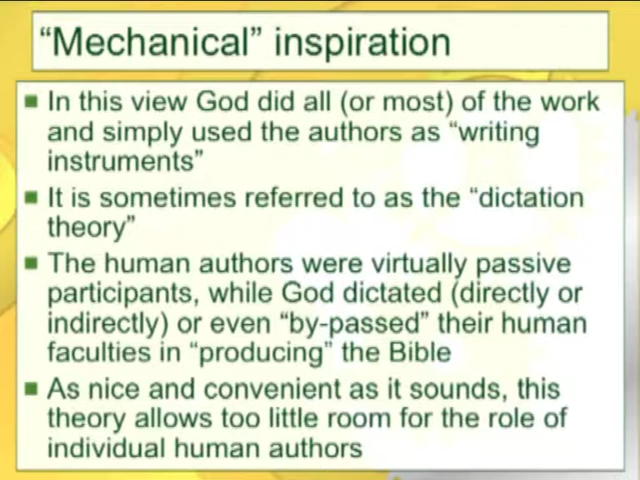 “Mechanical” inspiration
In this view God did all (or most) of the work
and simply used the authors as “writing
instruments”
It is sometimes referred to as the “dictation
theory”
The human authors were virtually passive
participants, while God dictated (directly or
indirectly) or even “by-passed” their human
faculties in “producing” the Bible
As nice and convenient as it sounds, this
theory allows too little room for the role of
individual human authors